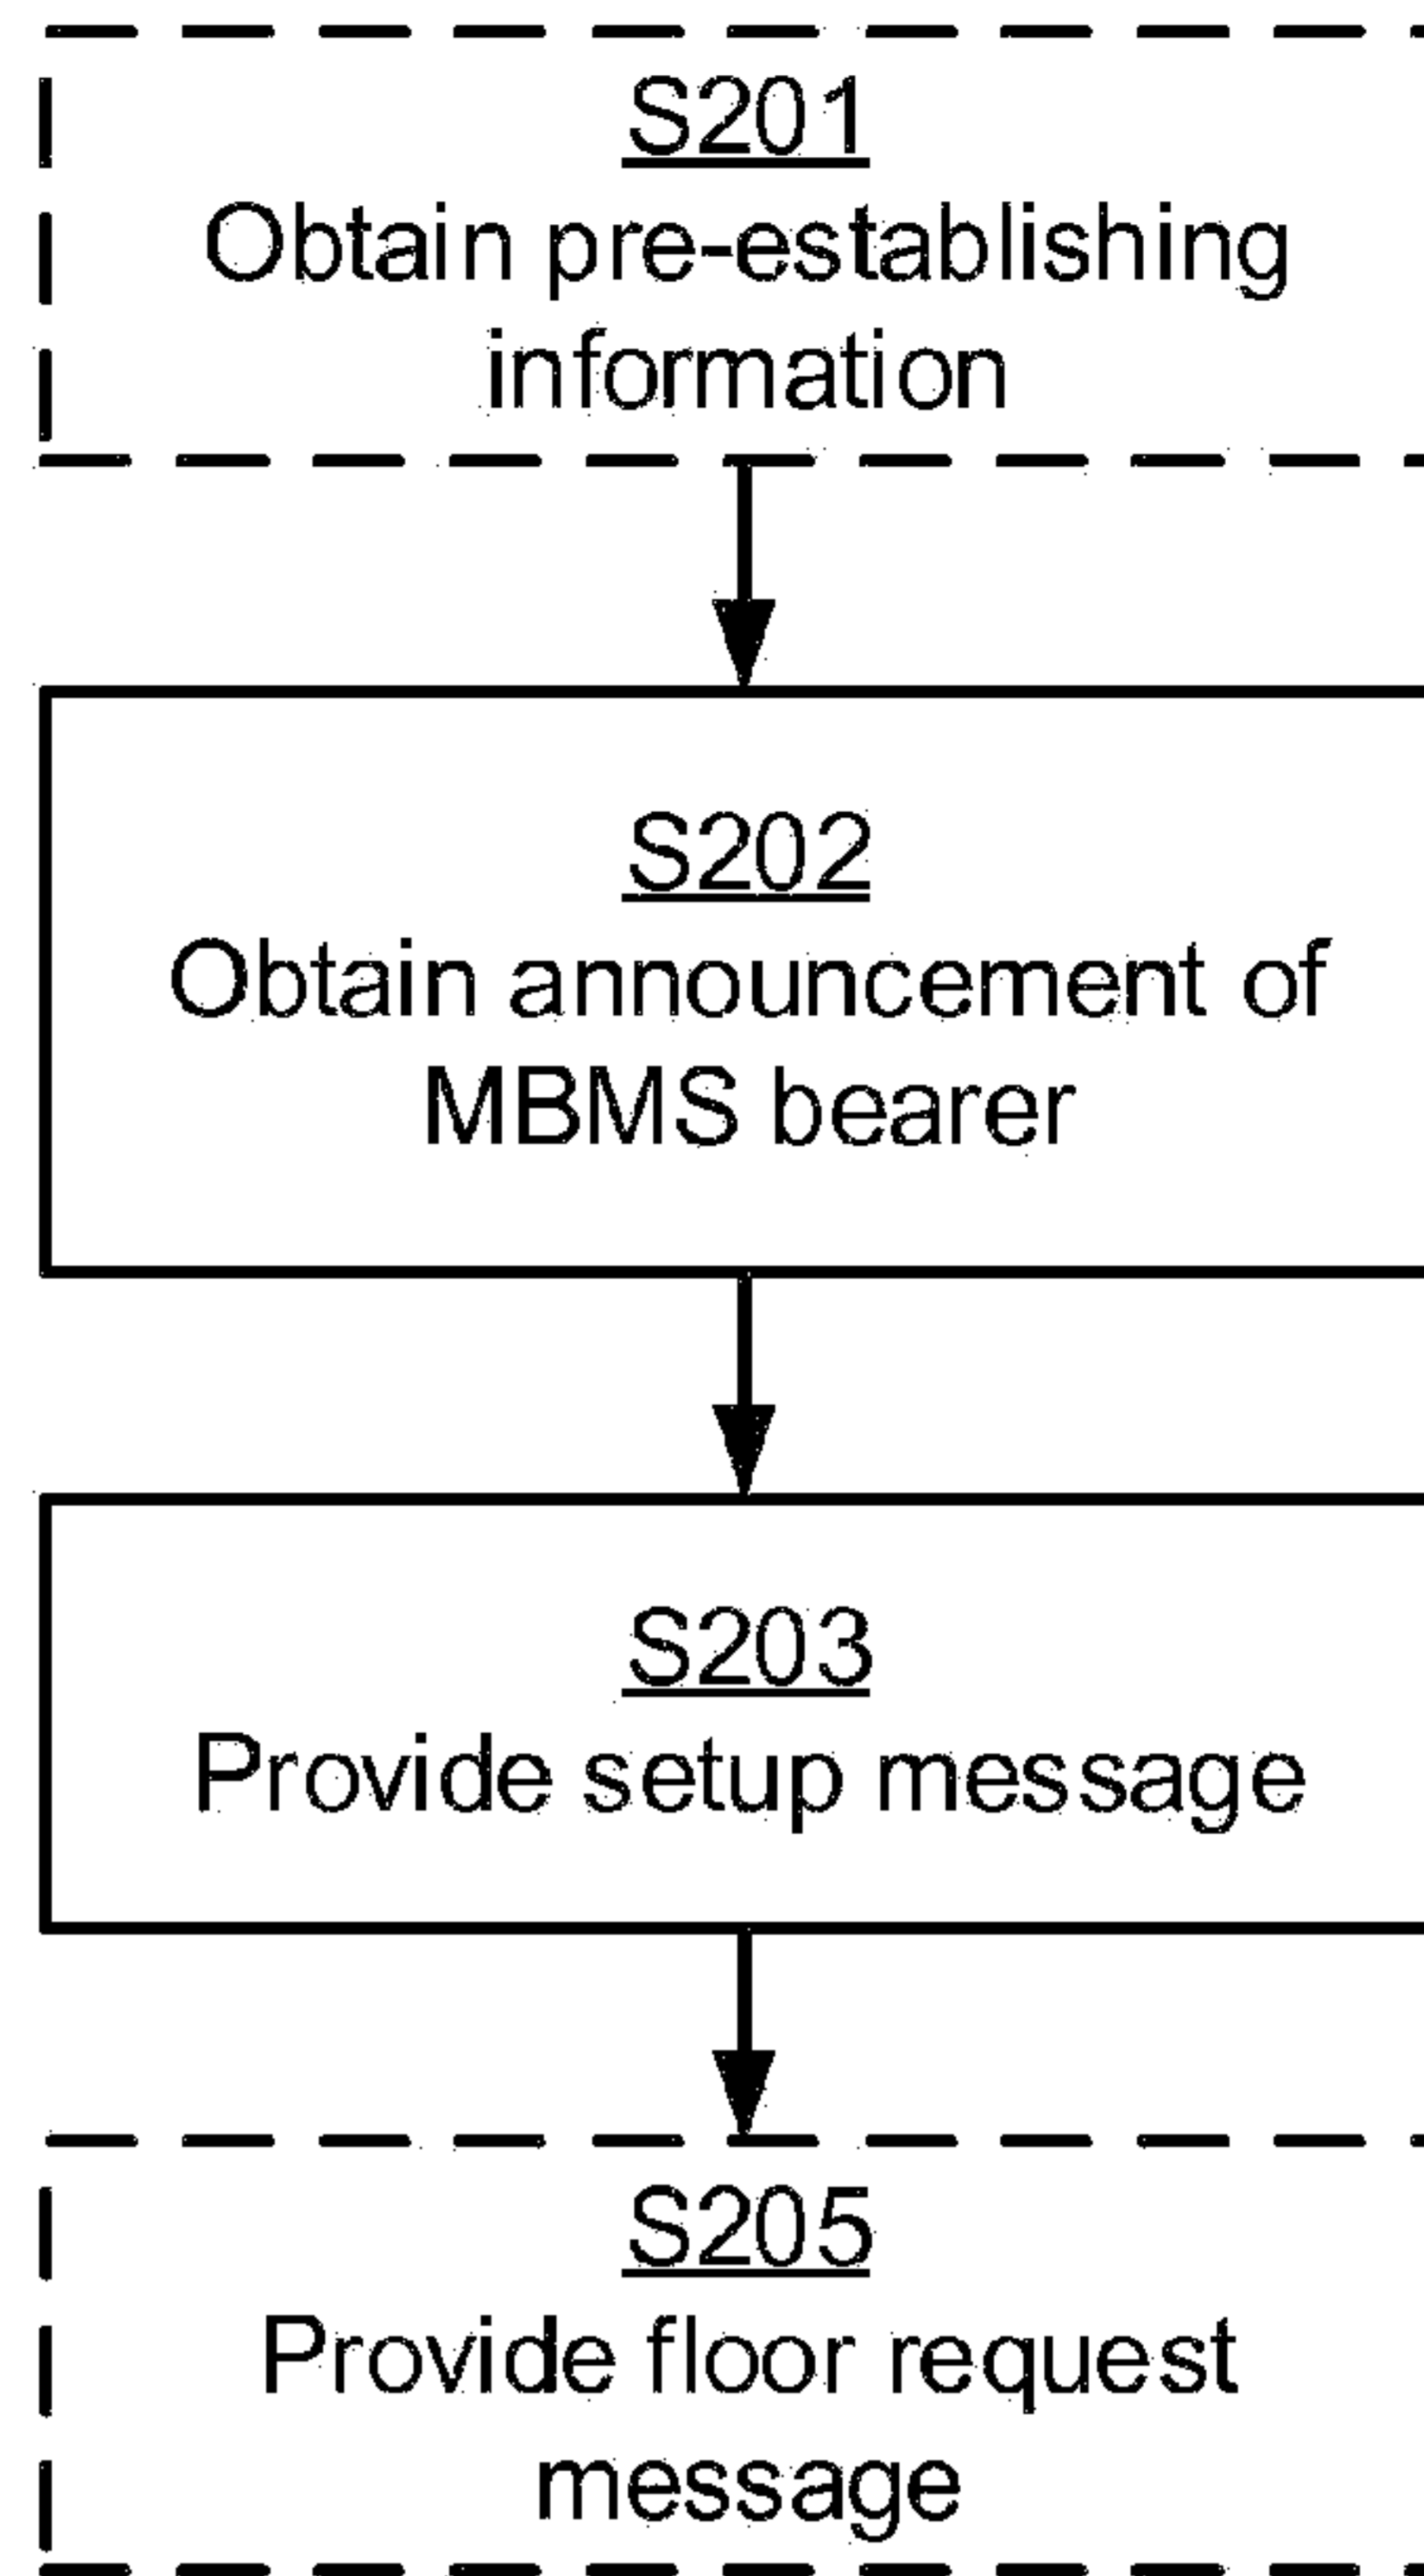 S201
Obtain pre-establishing
information
S202
Obtain announcement of
MBMS bearer
S203
Provide setup message
S205
Provide floor request
message